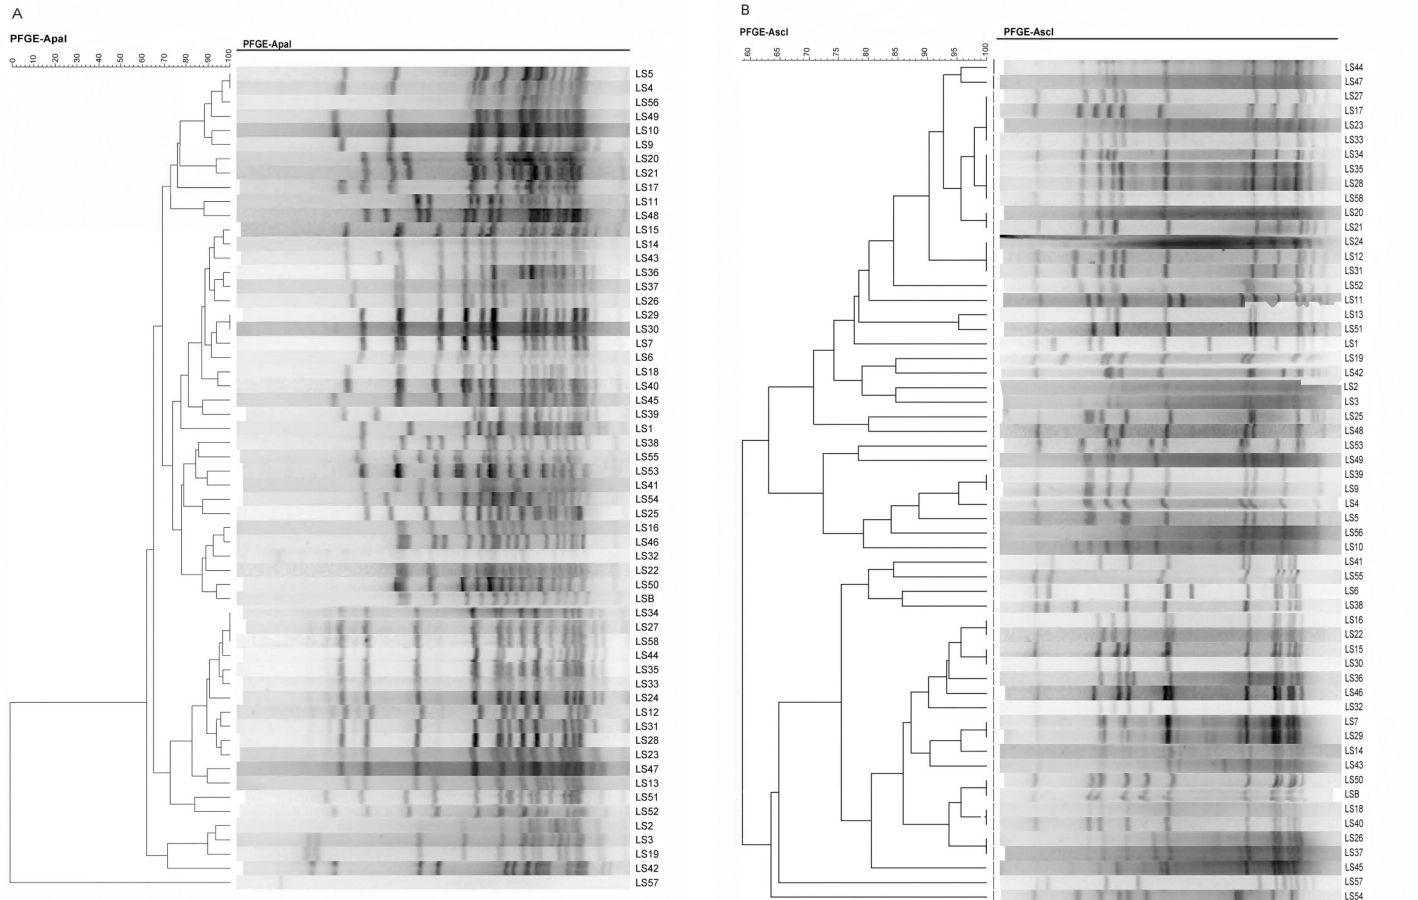 A
PFGE-ApaI
PFGE-ApaI
0 10 20 30 40 50 60 70 80 90 100
LS5
LS4
LS56
LS49
LS10
LS9
LS20
LS21
LS17
LS11
LS48
LS15
LS14
LS43
LS36
LS37
LS26
LS29
LS30
LS7
LS6
LS18
LS40
LS45
LS39
LS1
LS38
LS55
LS53
LS41
LS54
LS25
LS16
LS46
LS32
LS22
LS50
LSB
LS34
LS27
LS58
LS44
LS35
LS33
LS24
LS12
LS31
LS28
LS23
LS47
LS13
LS51
LS52
LS2
LS3
LS19
LS42
LS57
B
PFGE-AscI
PFGE-AscI
60 65 70 75 80 85 90 95 100
LS44
LS47
LS27
LS17
LS23
LS33
LS34
LS35
LS28
LS58
LS20
LS21
LS24
LS12
LS31
LS52
LS11
LS13
LS51
LS1
LS19
LS42
LS2
LS3
LS25
LS48
LS53
LS49
LS39
LS9
LS4
LS5
LS56
LS10
LS41
LS55
LS6
LS38
LS16
LS22
LS15
LS30
LS36
LS46
LS32
LS7
LS29
LS14
LS43
LS50
LSB
LS18
LS40
LS26
LS37
LS45
LS57
LS54